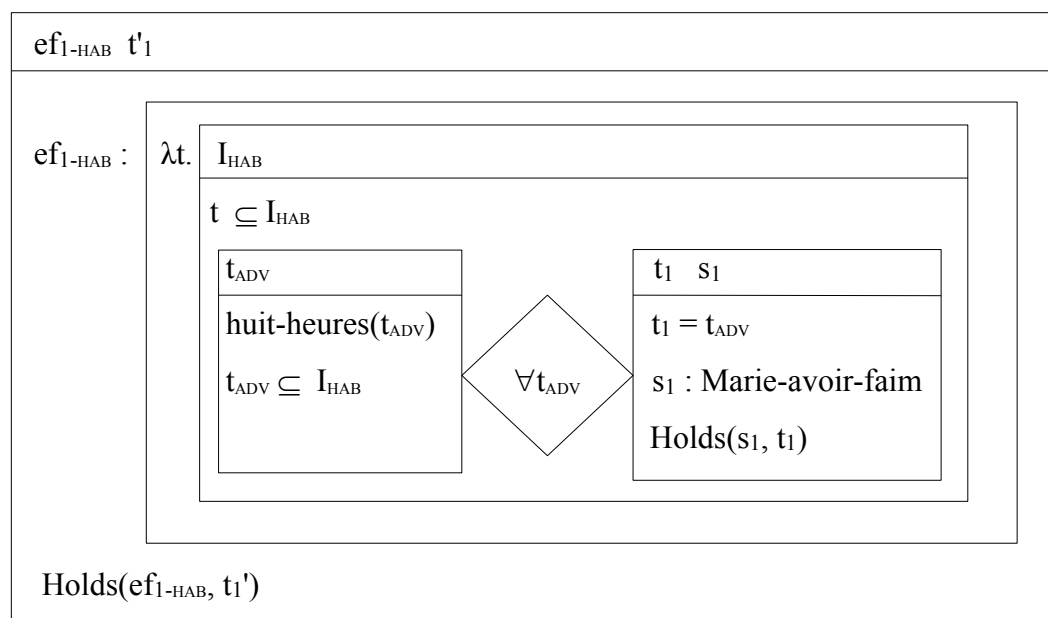 ef1-HAB t'1
ef1-HAB : λt. IHAB
t ⊆ IHAB
tADV
t1 s1
huit-heures(tADV)
tADV ⊆ IHAB
∀tADV
t1 = tADV
s1 : Marie-avoir-faim
Holds(s1, t1)
Holds(ef1-HAB, t1')